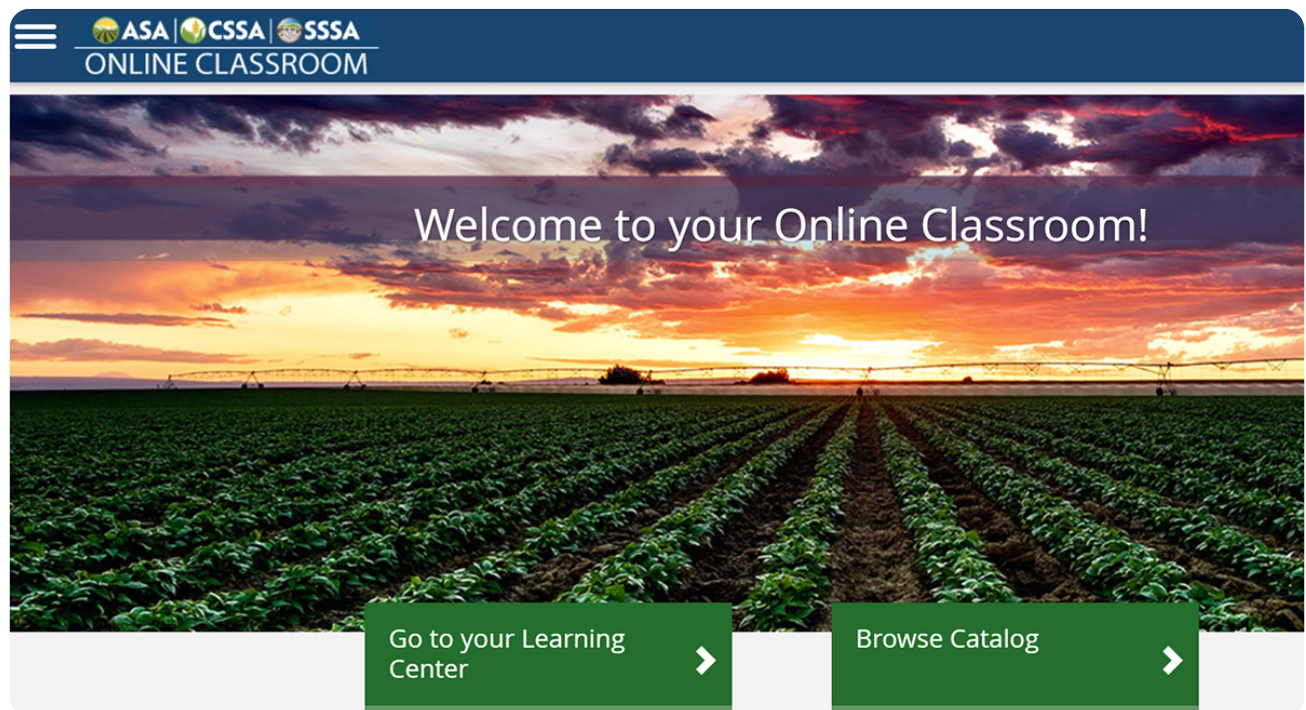 ASA | CSSA | SSSA
ONLINE CLASSROOM
Welcome to your Online Classroom!
Go to your Learning
Center
Browse Catalog